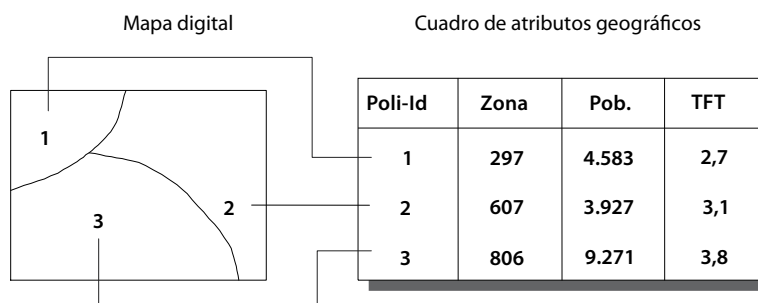 Mapa digital
Cuadro de atributos geográficos
Poli-Id Zona Pob. TFT
1 297 4.583 2,7
2 607 3.927 3,1
3 806 9.271 3,8
1
2
3